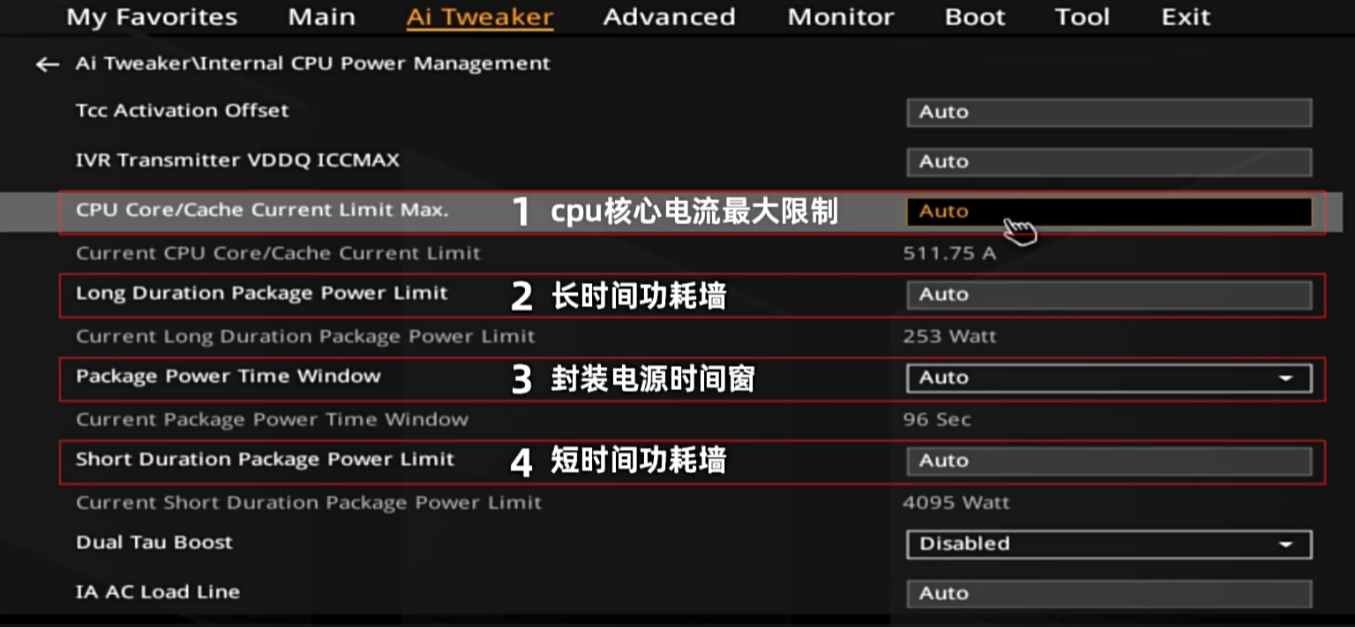 My Favorites Main Ai Tweaker Advanced Monitor Boot Tool Exit
← Ai Tweaker\Internal CPU Power Management
Tcc Activation Offset Auto
IVR Transmitter VDDQ ICCMAX Auto
CPU Core/Cache Current Limit Max. 1 cpu核心电流最大限制 Auto
Current CPU Core/Cache Current Limit 511.75 A
Long Duration Package Power Limit 2 长时间功耗墙 Auto
Current Long Duration Package Power Limit 253 Watt
Package Power Time Window 3 封装电源时间窗 Auto
Current Package Power Time Window 96 Sec
Short Duration Package Power Limit 4 短时间功耗墙 Auto
Current Short Duration Package Power Limit 4095 Watt
Dual Tau Boost Disabled
IA AC Load Line Auto